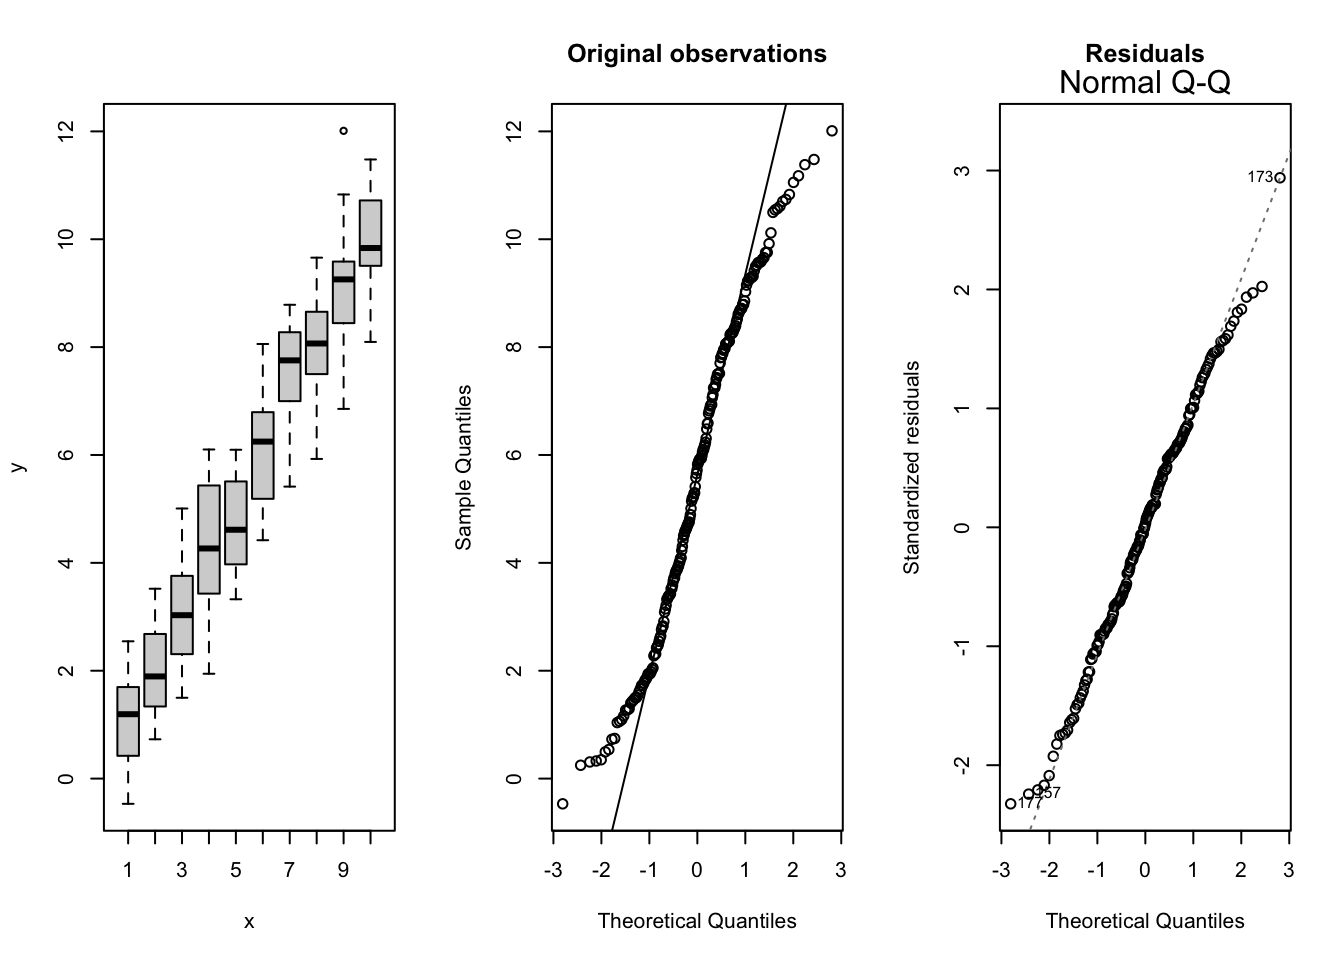 y
12
10
8
6
4
2
0
1 3 5 7 9
x
Original observations
Sample Quantiles
12
10
8
6
4
2
0
-3 -2 -1 0 1 2 3
Theoretical Quantiles
Residuals
Normal Q-Q
Standardized residuals
3
2
1
0
-1
-2
173
177
157
-3 -2 -1 0 1 2 3
Theoretical Quantiles